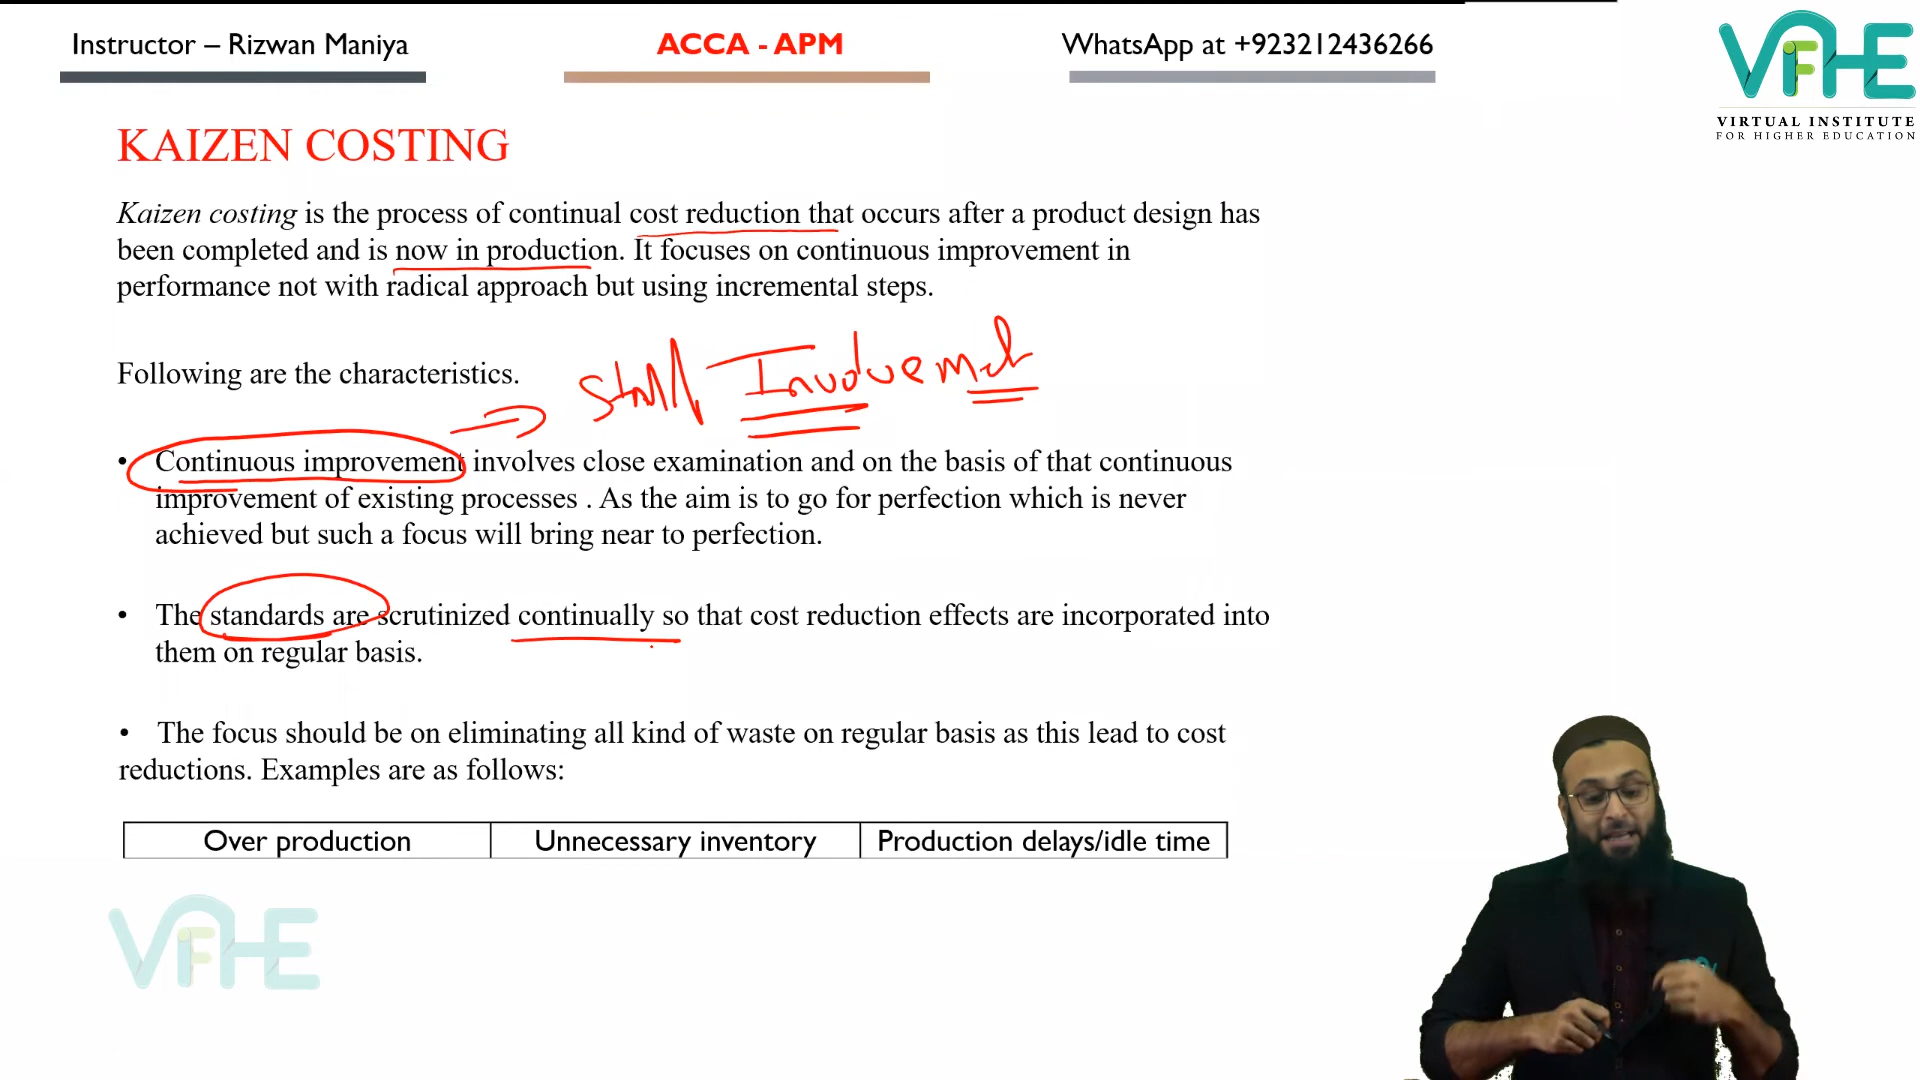 Instructor – Rizwan Maniya
ACCA - APM
WhatsApp at +923212436266
VIFHE
VIRTUAL INSTITUTE
FOR HIGHER EDUCATION
KAIZEN COSTING
Kaizen costing is the process of continual cost reduction that occurs after a product design has
been completed and is now in production. It focuses on continuous improvement in
performance not with radical approach but using incremental steps.
Following are the characteristics.
Staff Involvement
• Continuous improvement involves close examination and on the basis of that continuous
improvement of existing processes . As the aim is to go for perfection which is never
achieved but such a focus will bring near to perfection.
• The standards are scrutinized continually so that cost reduction effects are incorporated into
them on regular basis.
• The focus should be on eliminating all kind of waste on regular basis as this lead to cost
reductions. Examples are as follows:
Over production
Unnecessary inventory
Production delays/idle time
VIFHE